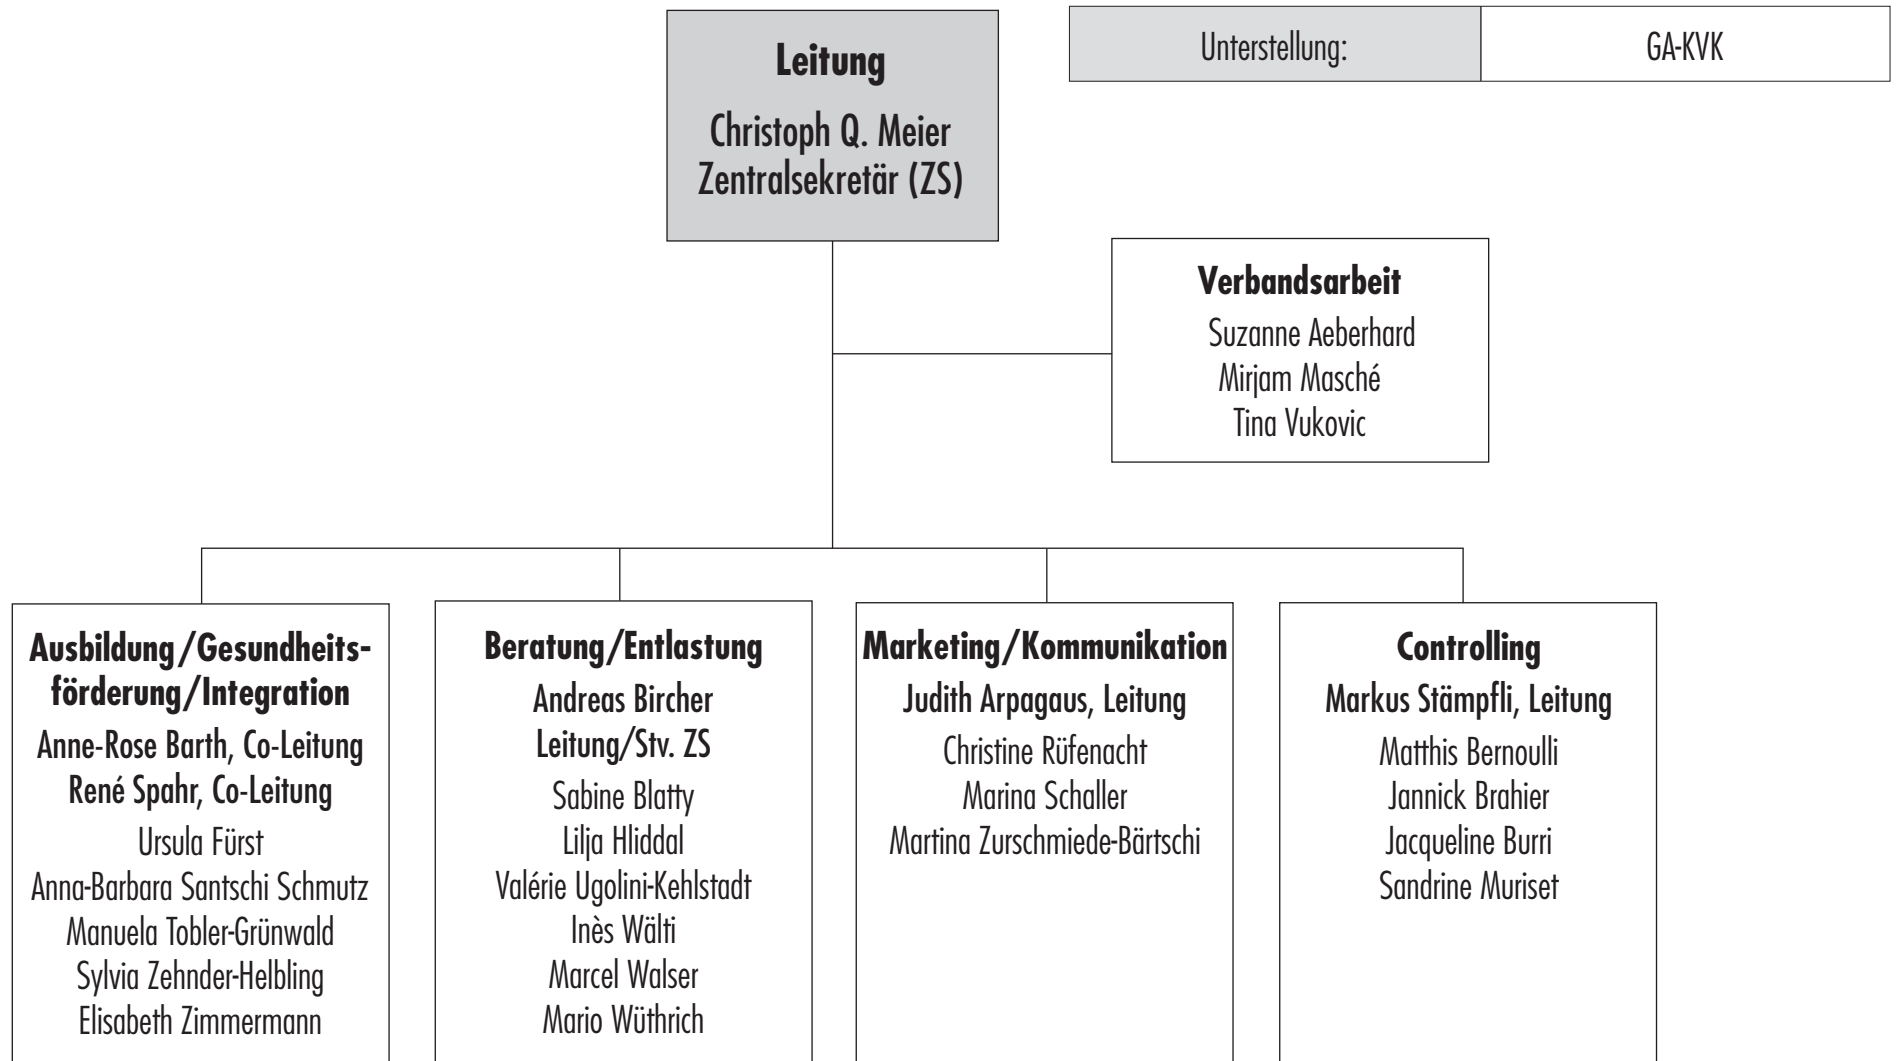 Leitung
Christoph Q. Meier
Zentralsekretär (ZS)
Unterstellung:
GA-KVK
Verbandsarbeit
Suzanne Aeberhard
Mirjam Masché
Tina Vukovic
Ausbildung/Gesundheits-
förderung/Integration
Anne-Rose Barth, Co-Leitung
René Spahr, Co-Leitung
Ursula Fürst
Anna-Barbara Santschi Schmutz
Manuela Tobler-Grünwald
Sylvia Zehnder-Helbling
Elisabeth Zimmermann
Beratung/Entlastung
Andreas Bircher
Leitung/Stv. ZS
Sabine Blatty
Lilja Hliddal
Valérie Ugolini-Kehlstadt
Inès Wälti
Marcel Walser
Mario Wüthrich
Marketing/Kommunikation
Judith Arpagaus, Leitung
Christine Rüfenacht
Marina Schaller
Martina Zurschmiede-Bärtschi
Controlling
Markus Stämpfli, Leitung
Matthis Bernoulli
Jannick Brahier
Jacqueline Burri
Sandrine Muriset